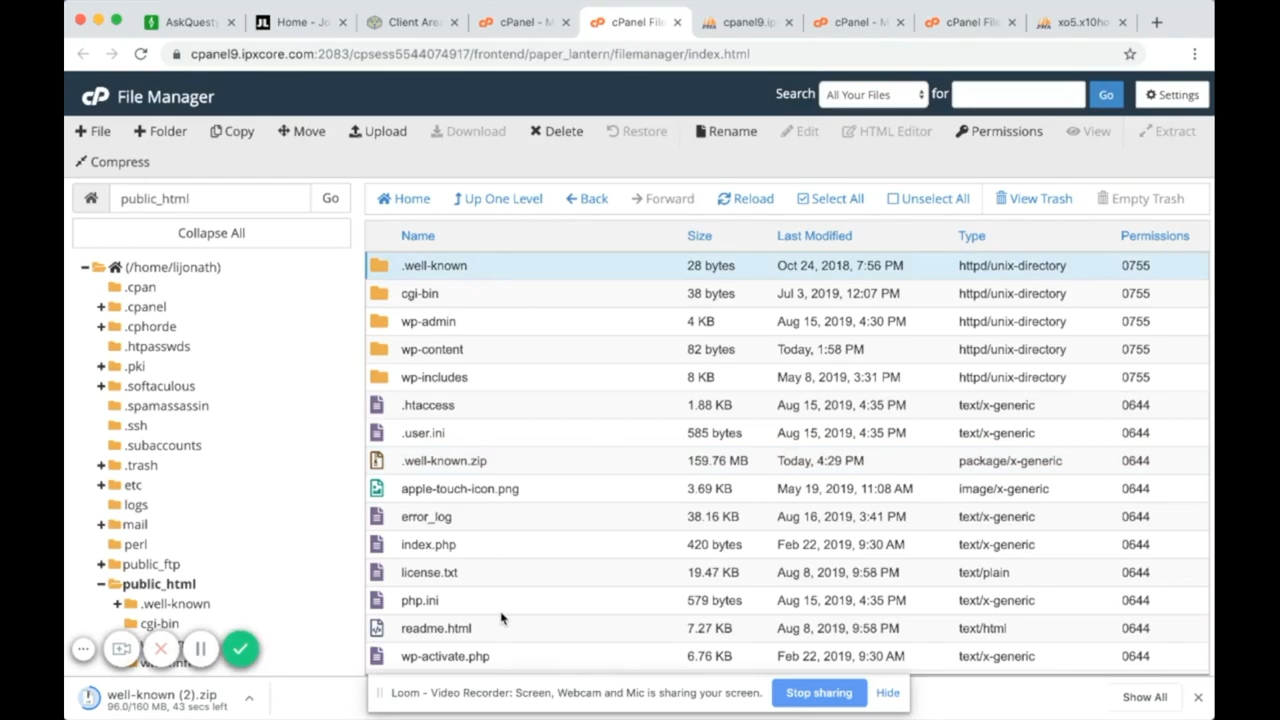 AskQuesty
Home - Jo
Client Area
cPanel - M
cPanel File
cpanel9.ip
cPanel - M
cPanel File
xo5.x10ho
cpanel9.ipxcore.com:2083/cpsess5544074917/frontend/paper_lantern/filemanager/index.html
cP File Manager
Search All Your Files for Go Settings
File Folder Copy Move Upload Download Delete Restore Rename Edit HTML Editor Permissions View Extract
Compress
public_html Go
Home Up One Level Back Forward Reload Select All Unselect All View Trash Empty Trash
Collapse All
(/home/lijonath)
.cpan
.cpanel
.cphorde
.htpasswds
.pki
.softaculous
.spamassassin
.ssh
.subaccounts
.trash
etc
logs
mail
perl
public_ftp
public_html
.well-known
cgi-bin
Name Size Last Modified Type Permissions
.well-known 28 bytes Oct 24, 2018, 7:56 PM httpd/unix-directory 0755
cgi-bin 38 bytes Jul 3, 2019, 12:07 PM httpd/unix-directory 0755
wp-admin 4 KB Aug 15, 2019, 4:30 PM httpd/unix-directory 0755
wp-content 82 bytes Today, 1:58 PM httpd/unix-directory 0755
wp-includes 8 KB May 8, 2019, 3:31 PM httpd/unix-directory 0755
.htaccess 1.88 KB Aug 15, 2019, 4:35 PM text/x-generic 0644
.user.ini 585 bytes Aug 15, 2019, 4:35 PM text/x-generic 0644
.well-known.zip 159.76 MB Today, 4:29 PM package/x-generic 0644
apple-touch-icon.png 3.69 KB May 19, 2019, 11:08 AM image/x-generic 0644
error_log 38.16 KB Aug 16, 2019, 3:41 PM text/x-generic 0644
index.php 420 bytes Feb 22, 2019, 9:30 AM text/x-generic 0644
license.txt 19.47 KB Aug 8, 2019, 9:58 PM text/plain 0644
php.ini 579 bytes Aug 15, 2019, 4:35 PM text/x-generic 0644
readme.html 7.27 KB Aug 8, 2019, 9:58 PM text/html 0644
wp-activate.php 6.76 KB Feb 22, 2019, 9:30 AM text/x-generic 0644
well-known (2).zip
96.0/160 MB, 43 secs left
Loom - Video Recorder: Screen, Webcam and Mic is sharing your screen. Stop sharing Hide
Show All